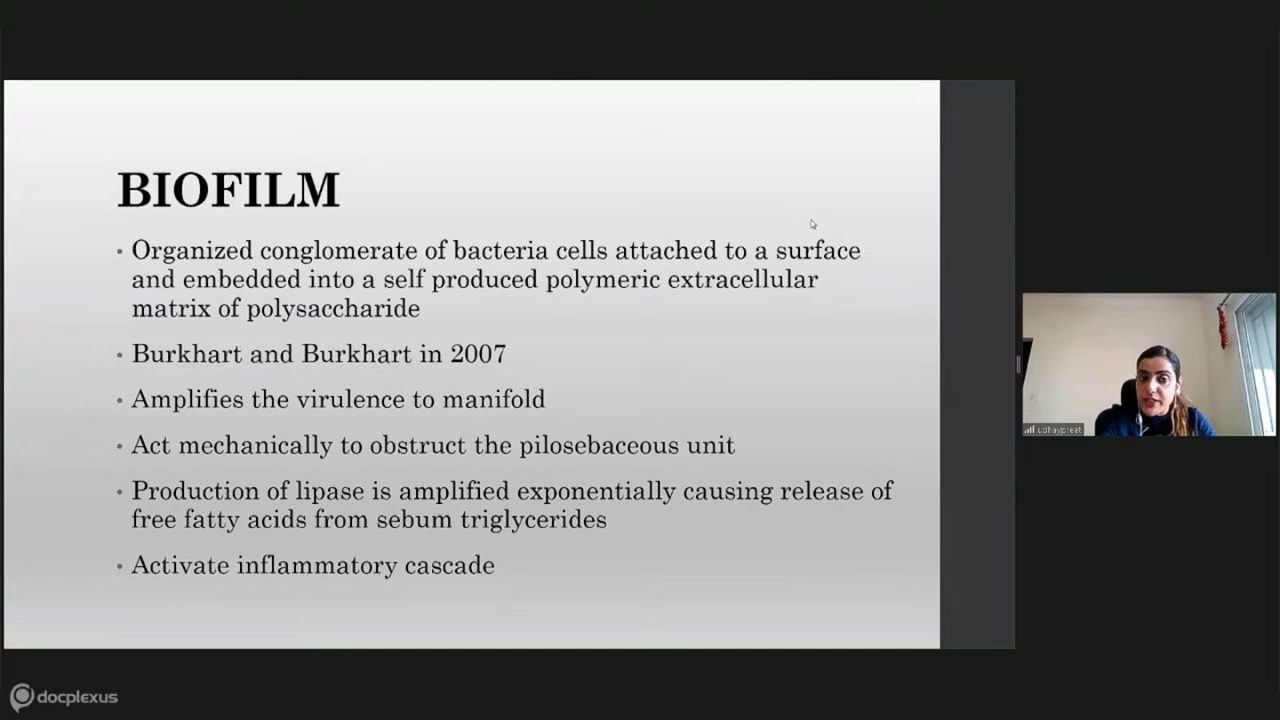 BIOFILM
• Organized conglomerate of bacteria cells attached to a surface
and embedded into a self produced polymeric extracellular
matrix of polysaccharide
• Burkhart and Burkhart in 2007
• Amplifies the virulence to manifold
• Act mechanically to obstruct the pilosebaceous unit
• Production of lipase is amplified exponentially causing release of
free fatty acids from sebum triglycerides
• Activate inflammatory cascade
udhaypreet
docplexus